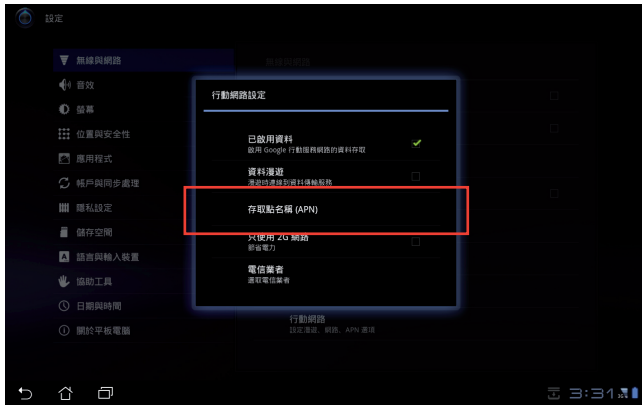 設定
無線與網路
音效
螢幕
位置與安全性
應用程式
帳戶與同步處理
隱私設定
儲存空間
語言與輸入裝置
協助工具
日期與時間
關於平板電腦
無線與網路
行動網路設定
已啟用資料
啟用 Google 行動服務網路的資料存取
資料漫遊
漫遊時連線到資料傳輸服務
存取點名稱 (APN)
只使用 2G 網路
節省電力
電信業者
選取電信業者
行動網路
設定漫遊、網路、APN 選項
3:31
3G